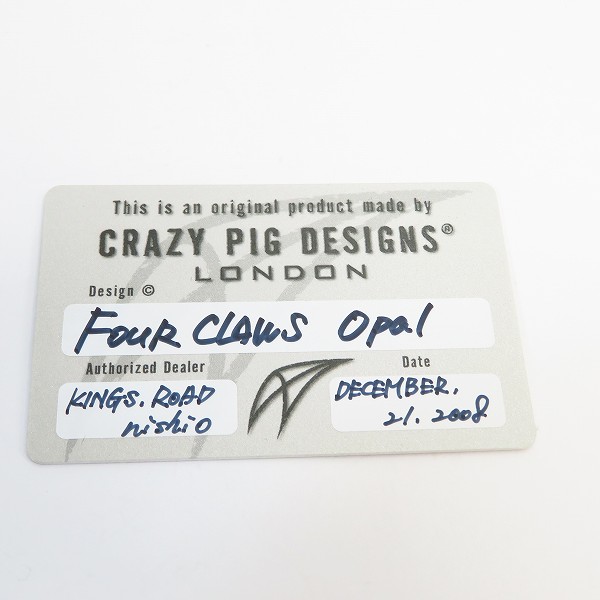 This is an original product made by
CRAZY PIG DESIGNS®
LONDON
Design ©
FOUR CLAWS Opal
Authorized Dealer
KINGS. ROAD
nishio
Date
DECEMBER.
21. 2008